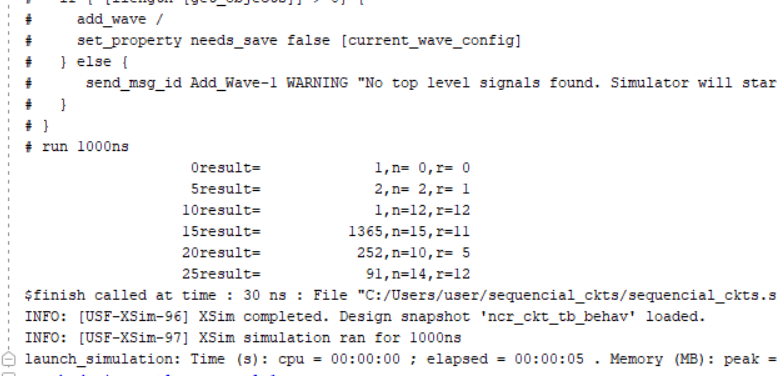 #   if { [llength [get_objects]] > 0} {
#     add_wave /
#     set_property needs_save false [current_wave_config]
#   } else {
#      send_msg_id Add_Wave-1 WARNING "No top level signals found. Simulator will star
#   }
# }
# run 1000ns
0result= 1,n= 0,r= 0
5result= 2,n= 2,r= 1
10result= 1,n=12,r=12
15result= 1365,n=15,r=11
20result= 252,n=10,r= 5
25result= 91,n=14,r=12
$finish called at time : 30 ns : File "C:/Users/user/sequencial_ckts/sequencial_ckts.s
INFO: [USF-XSim-96] XSim completed. Design snapshot 'ncr_ckt_tb_behav' loaded.
INFO: [USF-XSim-97] XSim simulation ran for 1000ns
launch_simulation: Time (s): cpu = 00:00:00 ; elapsed = 00:00:05 . Memory (MB): peak =